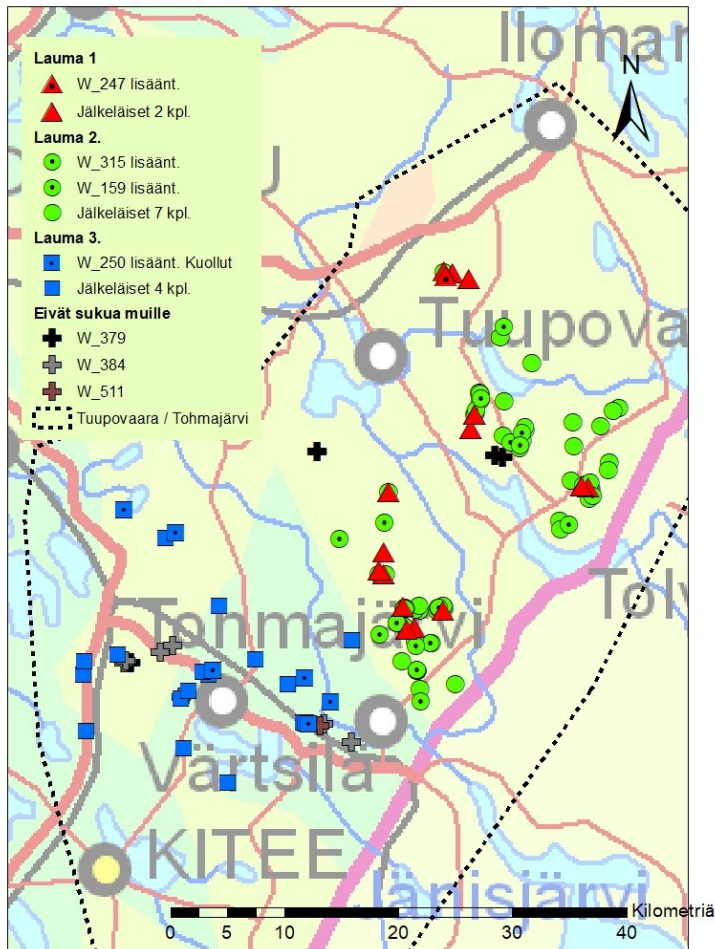 Lauma 1
W_247 lisäänt.
Jälkeläiset 2 kpl.
Lauma 2.
W_315 lisäänt.
W_159 lisäänt.
Jälkeläiset 7 kpl.
Lauma 3.
W_250 lisäänt. Kuollut
Jälkeläiset 4 kpl.
Eivät sukua muille
W_379
W_384
W_511
Tuupovaara / Tohmajärvi
Iloman
N
U
Tuupova
Tolv
Tohmajärvi
Värtsilä
KITEE
Jänisjärvi
Kilometriä
0 5 10 20 30 40